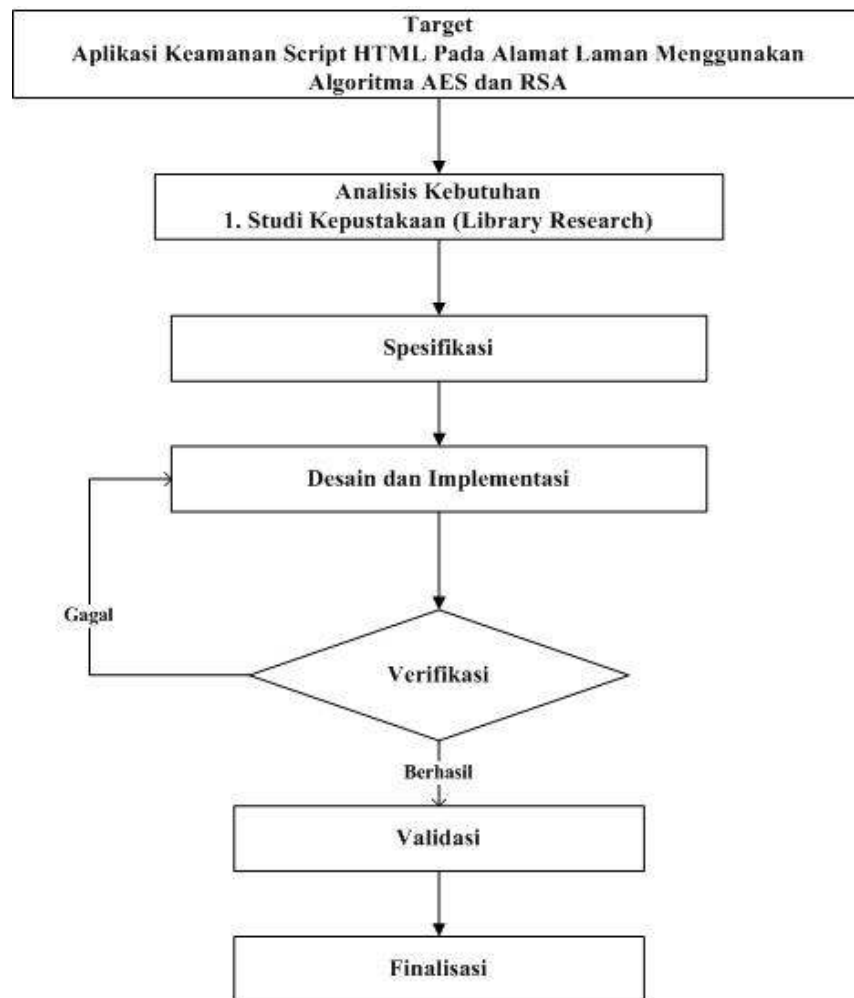 Target
Aplikasi Keamanan Script HTML Pada Alamat Laman Menggunakan
Algoritma AES dan RSA
Analisis Kebutuhan
1. Studi Kepustakaan (Library Research)
Spesifikasi
Desain dan Implementasi
Gagal
Verifikasi
Berhasil
Validasi
Finalisasi